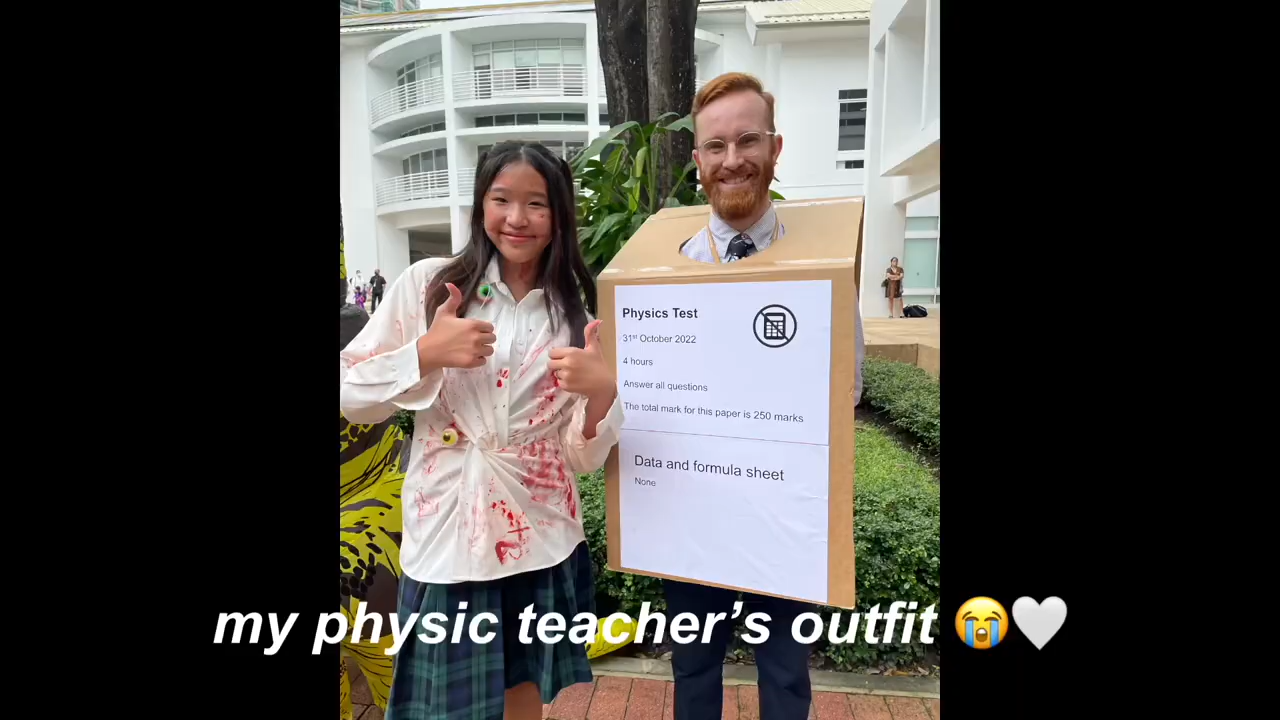 Physics Test
31st October 2022
4 hours
Answer all questions
The total mark for this paper is 250 marks
Data and formula sheet
None
my physic teacher’s outfit 😭🤍